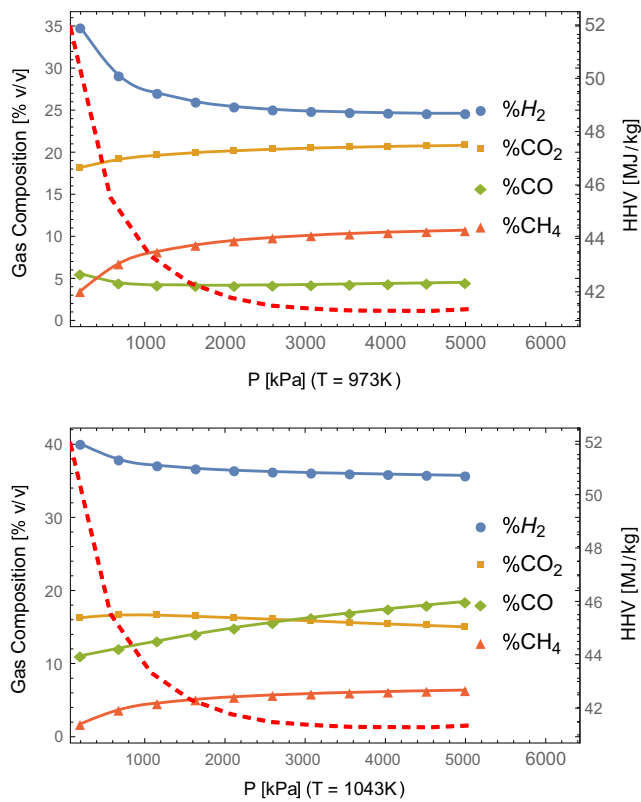 Gas Composition [% v/v]
35
30
25
20
15
10
5
0
52
50
48
46
44
42
HHV [MJ/kg]
%H₂
%CO₂
%CO
%CH₄
1000 2000 3000 4000 5000 6000
P [kPa] (T = 973K)
Gas Composition [% v/v]
40
30
20
10
0
52
50
48
46
44
42
HHV [MJ/kg]
%H₂
%CO₂
%CO
%CH₄
1000 2000 3000 4000 5000 6000
P [kPa] (T = 1043K)